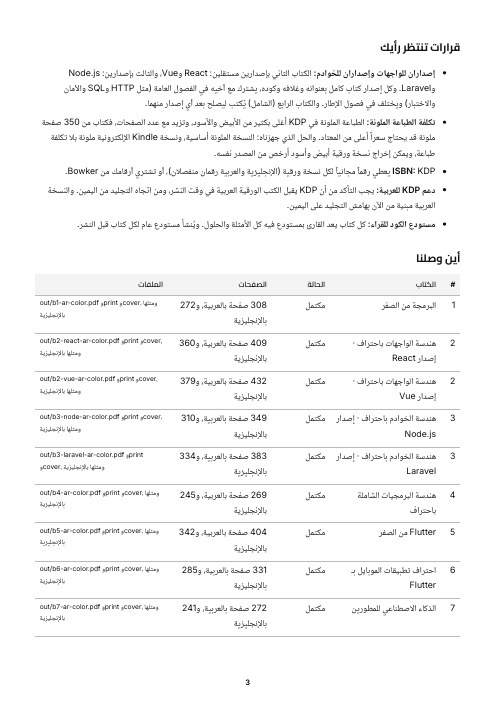 قرارات تنتظر رأيك
• إصداران للواجهات وإصداران للخوادم: الكتاب الثاني بإصدارين مستقلين: React وVue، والثالث بإصدارين: Node.js
وLaravel. وكل إصدار كتاب كامل بعنوانه وغلافه وكوده، يشترك مع أخيه في الفصول العامة (مثل HTTP وSQL والأمان
والاختبار) ويختلف في فصول الإطار. والكتاب الرابع (الشامل) يُكتب ليصلح بعد أي إصدار منهما.
• تكلفة الطباعة الملونة: الطباعة الملونة في KDP أغلى بكثير من الأبيض والأسود، وتزيد مع عدد الصفحات، فكتاب من 350 صفحة
ملونة قد يحتاج سعراً أعلى من المعتاد. والحل الذي جهزناه: النسخة الملونة أساسية، ونسخة Kindle الإلكترونية ملونة بلا تكلفة
طباعة، ويمكن إخراج نسخة ورقية أبيض وأسود أرخص من المصدر نفسه.
• ISBN: KDP يعطي رقماً مجانياً لكل نسخة ورقية (الإنجليزية والعربية رقمان منفصلان)، أو تشتري أرقامك من Bowker.
• دعم KDP للعربية: يجب التأكد من أن KDP يقبل الكتب الورقية العربية في وقت النشر، ومن اتجاه التجليد من اليمين. والنسخة
العربية مبنية من الآن بهامش التجليد على اليمين.
• مستودع الكود للقراء: كل كتاب يعد القارئ بمستودع فيه كل الأمثلة والحلول. ويُنشأ مستودع عام لكل كتاب قبل النشر.
أين وصلنا
# الكتاب الحالة الصفحات الملفات
1 البرمجة من الصفر مكتمل 308 صفحة بالعربية، و272 out/b1-ar-color.pdf وprint وcover، ومثلها
بالإنجليزية بالإنجليزية
2 هندسة الواجهات باحتراف · مكتمل 409 صفحة بالعربية، و360 out/b2-react-ar-color.pdf وprint وcover،
إصدار React بالإنجليزية ومثلها بالإنجليزية
2 هندسة الواجهات باحتراف · مكتمل 432 صفحة بالعربية، و379 out/b2-vue-ar-color.pdf وprint وcover،
إصدار Vue بالإنجليزية ومثلها بالإنجليزية
3 هندسة الخوادم باحتراف · إصدار مكتمل 349 صفحة بالعربية، و310 out/b3-node-ar-color.pdf وprint وcover،
Node.js بالإنجليزية ومثلها بالإنجليزية
3 هندسة الخوادم باحتراف · إصدار مكتمل 383 صفحة بالعربية، و334 out/b3-laravel-ar-color.pdf وprint
Laravel بالإنجليزية وcover، ومثلها بالإنجليزية
4 هندسة البرمجيات الشاملة مكتمل 269 صفحة بالعربية، و245 out/b4-ar-color.pdf وprint وcover، ومثلها
باحتراف بالإنجليزية بالإنجليزية
5 Flutter من الصفر مكتمل 404 صفحة بالعربية، و342 out/b5-ar-color.pdf وprint وcover، ومثلها
بالإنجليزية بالإنجليزية
6 احتراف تطبيقات الموبايل بـ مكتمل 331 صفحة بالعربية، و285 out/b6-ar-color.pdf وprint وcover، ومثلها
Flutter بالإنجليزية بالإنجليزية
7 الذكاء الاصطناعي للمطورين مكتمل 272 صفحة بالعربية، و241 out/b7-ar-color.pdf وprint وcover، ومثلها
بالإنجليزية بالإنجليزية
3